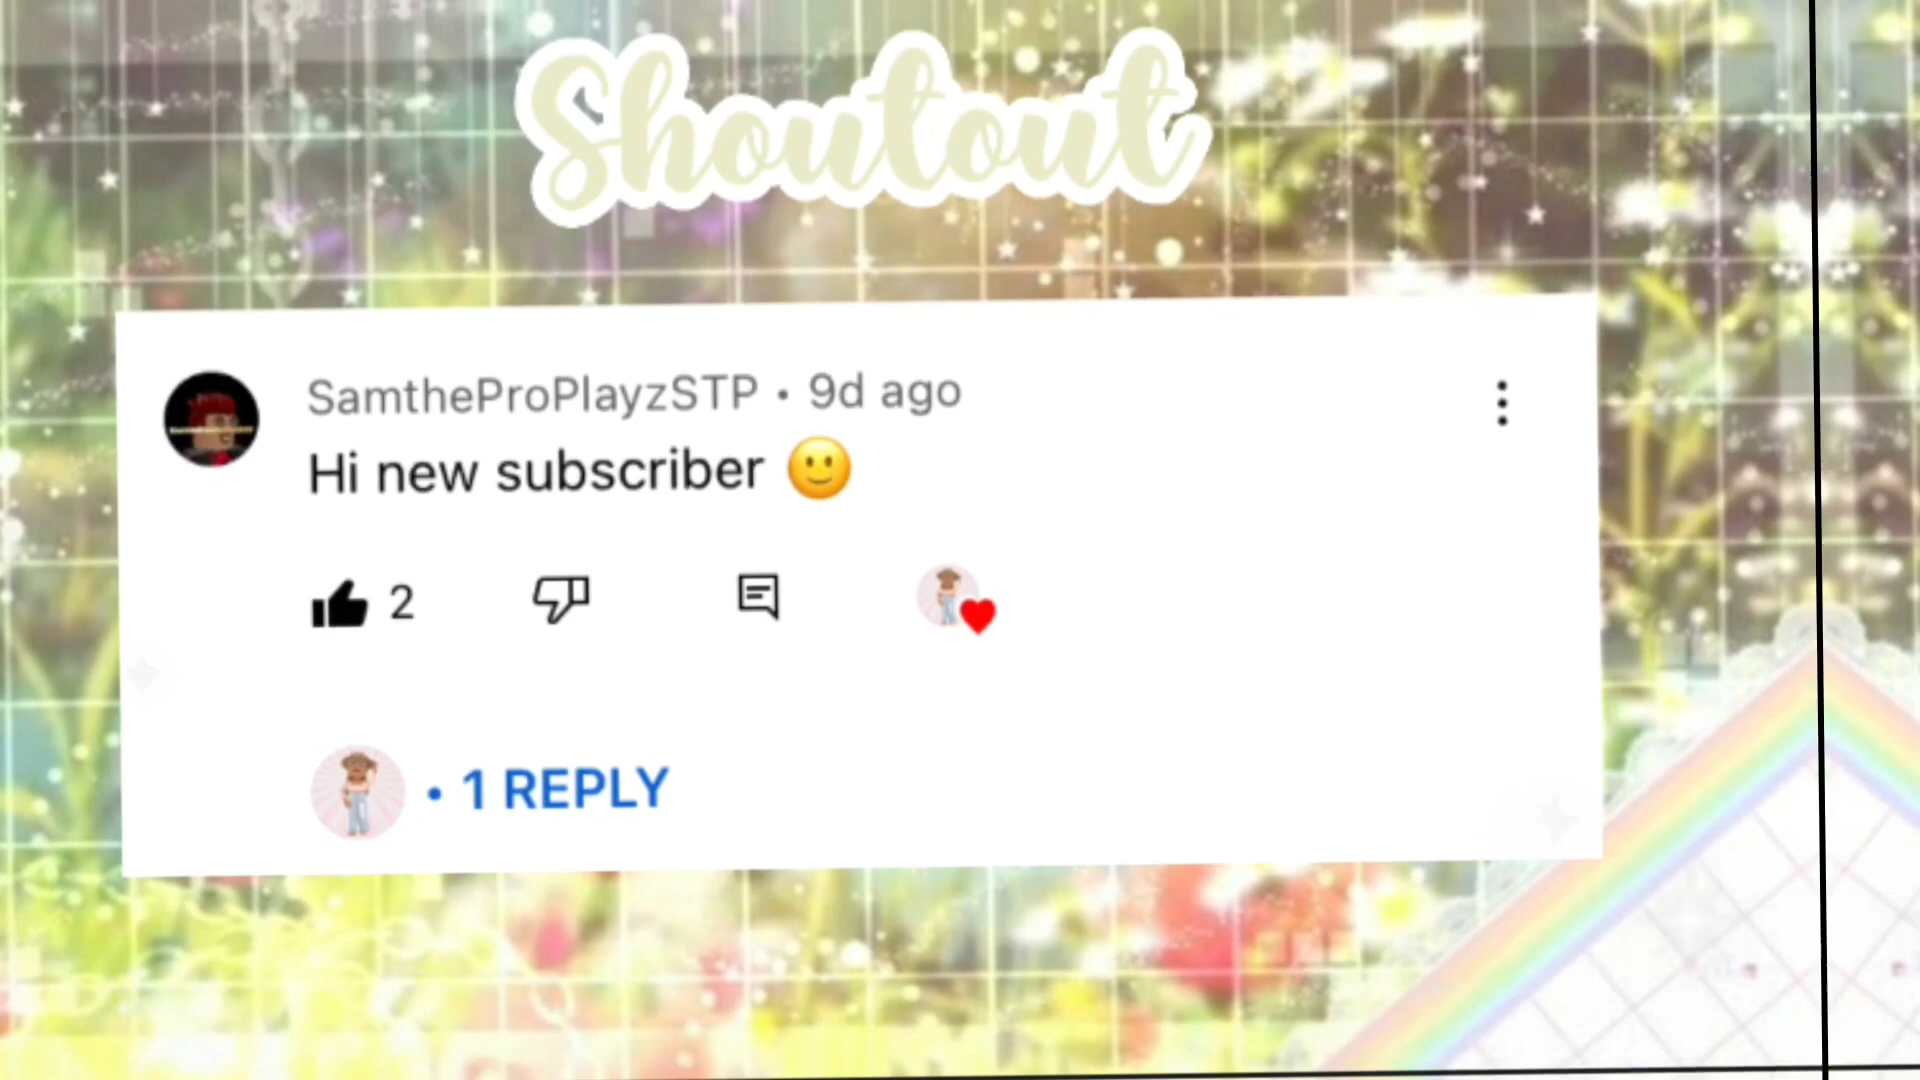 Shoutout
SamtheProPlayzSTP • 9d ago
Hi new subscriber 🙂
2
• 1 REPLY